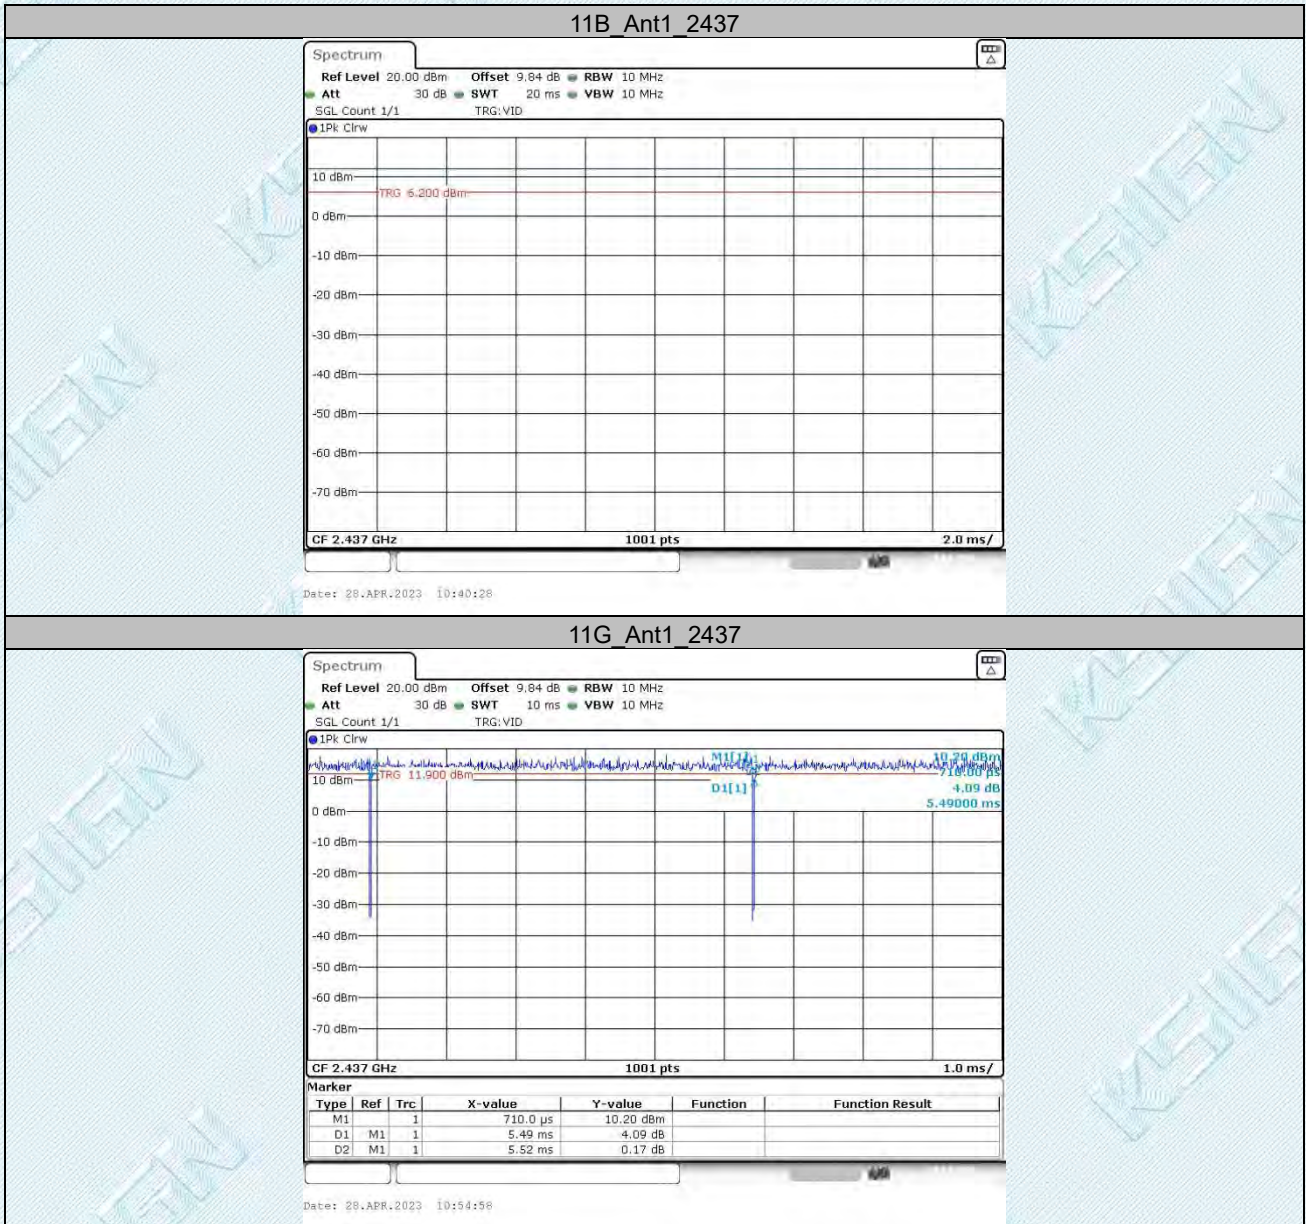 11B_Ant1_2437
Spectrum
Ref Level 20.00 dBm Offset 9.84 dB RBW 10 MHz
Att 30 dB SWT 20 ms VBW 10 MHz
SGL Count 1/1 TRG:VID
1Pk Clrw
10 dBm
TRG 6.200 dBm
0 dBm
-10 dBm
-20 dBm
-30 dBm
-40 dBm
-50 dBm
-60 dBm
-70 dBm
CF 2.437 GHz 1001 pts 2.0 ms/
Date: 28.APR.2023 10:40:28
11G_Ant1_2437
Spectrum
Ref Level 20.00 dBm Offset 9.84 dB RBW 10 MHz
Att 30 dB SWT 10 ms VBW 10 MHz
SGL Count 1/1 TRG:VID
1Pk Clrw
M1[1] 10.20 dBm
710.00 µs
10 dBm TRG 11.900 dBm
D1[1] 4.09 dB
5.49000 ms
0 dBm
-10 dBm
-20 dBm
-30 dBm
-40 dBm
-50 dBm
-60 dBm
-70 dBm
CF 2.437 GHz 1001 pts 1.0 ms/
Marker
Type Ref Trc X-value Y-value Function Function Result
M1 1 710.0 µs 10.20 dBm
D1 M1 1 5.49 ms 4.09 dB
D2 M1 1 5.52 ms 0.17 dB
Date: 28.APR.2023 10:54:58